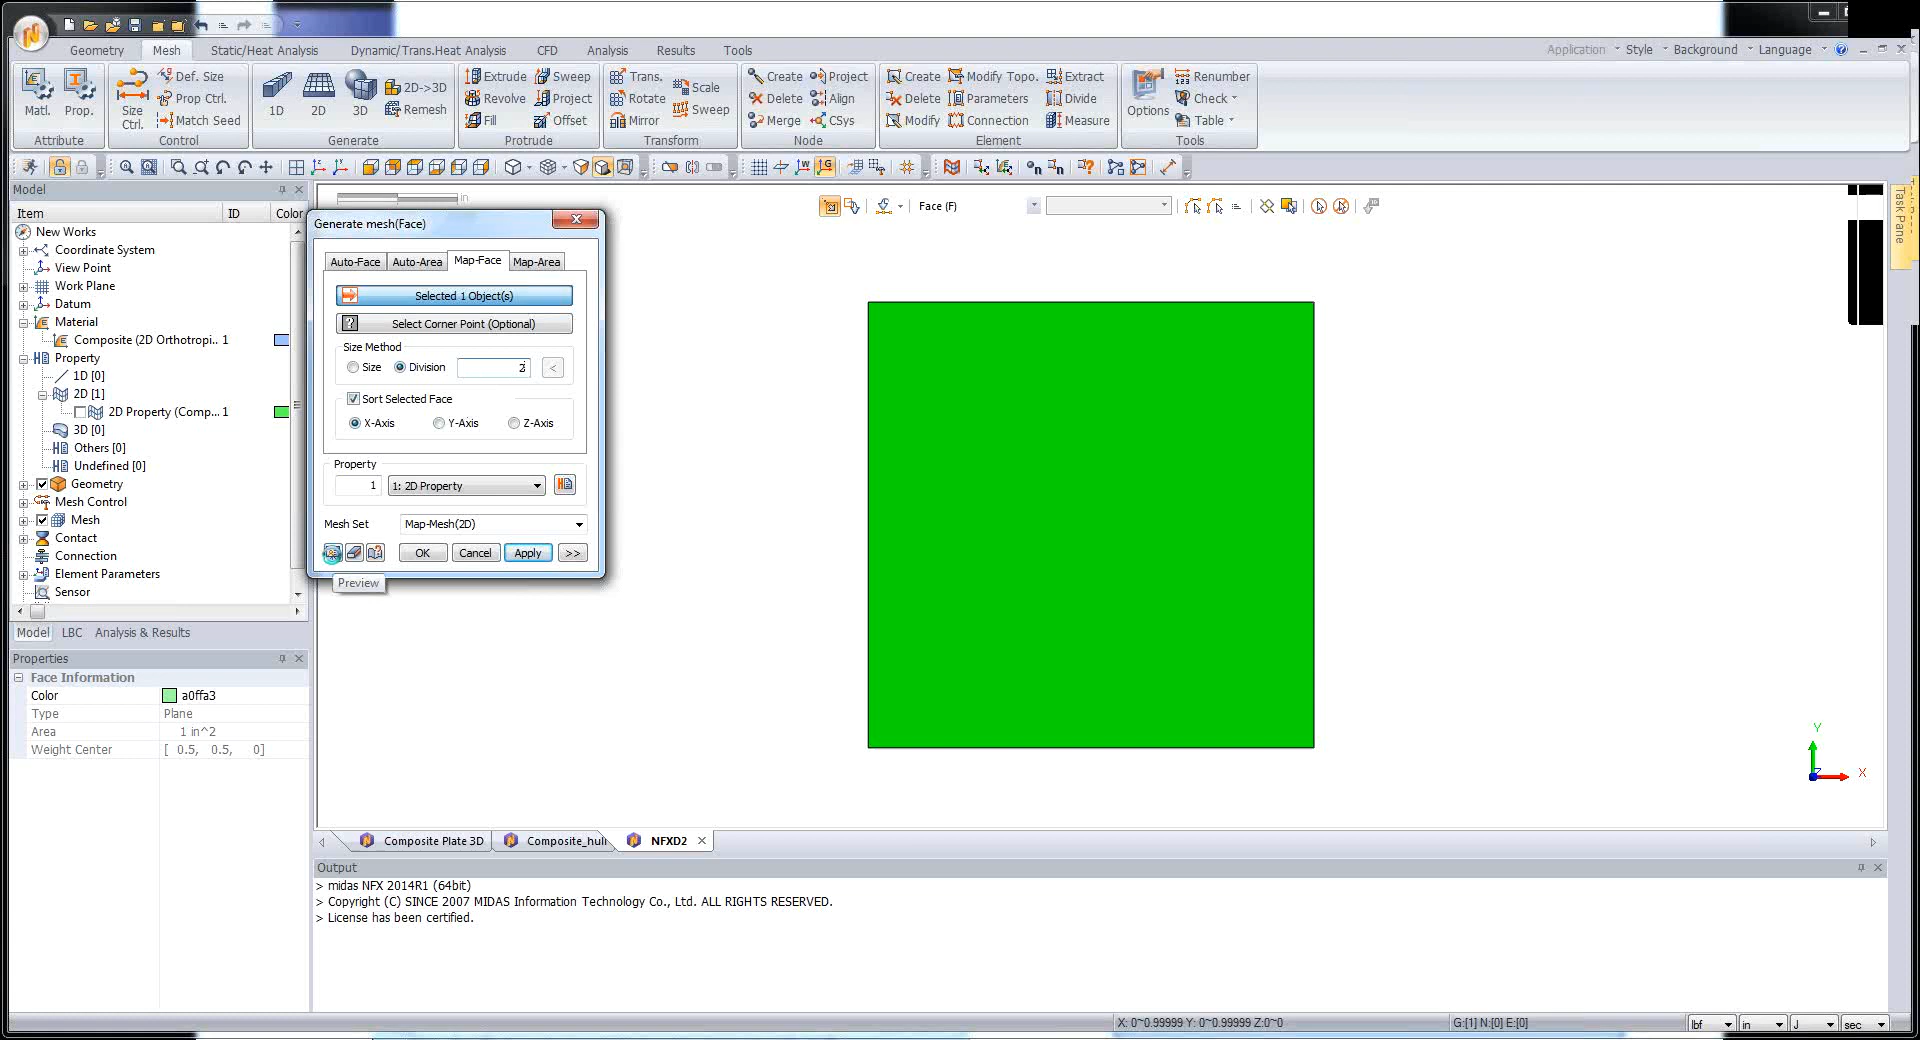 Geometry Mesh Static/Heat Analysis Dynamic/Trans.Heat Analysis CFD Analysis Results Tools
Application Style Background Language
Matl. Prop.
Attribute
Size Ctrl. Def. Size
Prop Ctrl.
Match Seed
Control
1D 2D 3D 2D->3D
Remesh
Generate
Extrude Sweep
Revolve Project
Fill Offset
Protrude
Trans. Scale
Rotate Sweep
Mirror
Transform
Create Project
Delete Align
Merge CSys
Node
Create Modify Topo. Extract
Delete Parameters Divide
Modify Connection Measure
Element
Options Renumber
Check
Table
Tools
Model
Item ID Color
New Works
Coordinate System
View Point
Work Plane
Datum
Material
Composite (2D Orthotropi.. 1
Property
1D [0]
2D [1]
2D Property (Comp... 1
3D [0]
Others [0]
Undefined [0]
Geometry
Mesh Control
Mesh
Contact
Connection
Element Parameters
Sensor
Model LBC Analysis & Results
Properties
Face Information
Color a0ffa3
Type Plane
Area 1 in^2
Weight Center [ 0.5, 0.5, 0]
in
Face (F)
Task Pane
Generate mesh(Face)
Auto-Face Auto-Area Map-Face Map-Area
Selected 1 Object(s)
Select Corner Point (Optional)
Size Method
Size Division 2 <
Sort Selected Face
X-Axis Y-Axis Z-Axis
Property
1 1: 2D Property
Mesh Set Map-Mesh(2D)
OK Cancel Apply >>
Preview
Y
Z
X
Composite Plate 3D Composite_hull NFXD2
Output
> midas NFX 2014R1 (64bit)
> Copyright (C) SINCE 2007 MIDAS Information Technology Co., Ltd. ALL RIGHTS RESERVED.
> License has been certified.
X: 0~0.99999 Y: 0~0.99999 Z:0~0 G:[1] N:[0] E:[0] lbf in J sec